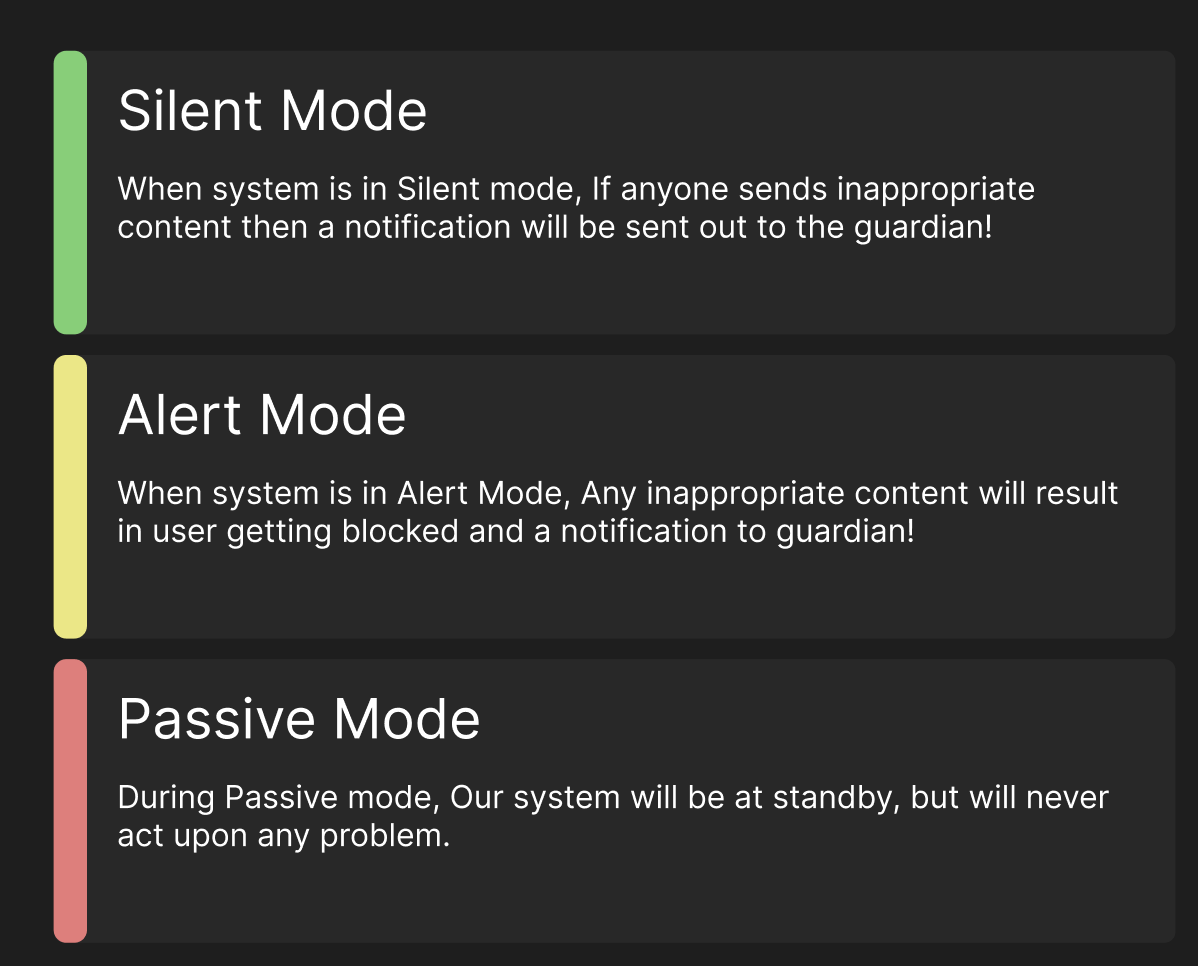 Silent Mode
When system is in Silent mode, If anyone sends inappropriate
content then a notification will be sent out to the guardian!
Alert Mode
When system is in Alert Mode, Any inappropriate content will result
in user getting blocked and a notification to guardian!
Passive Mode
During Passive mode, Our system will be at standby, but will never
act upon any problem.